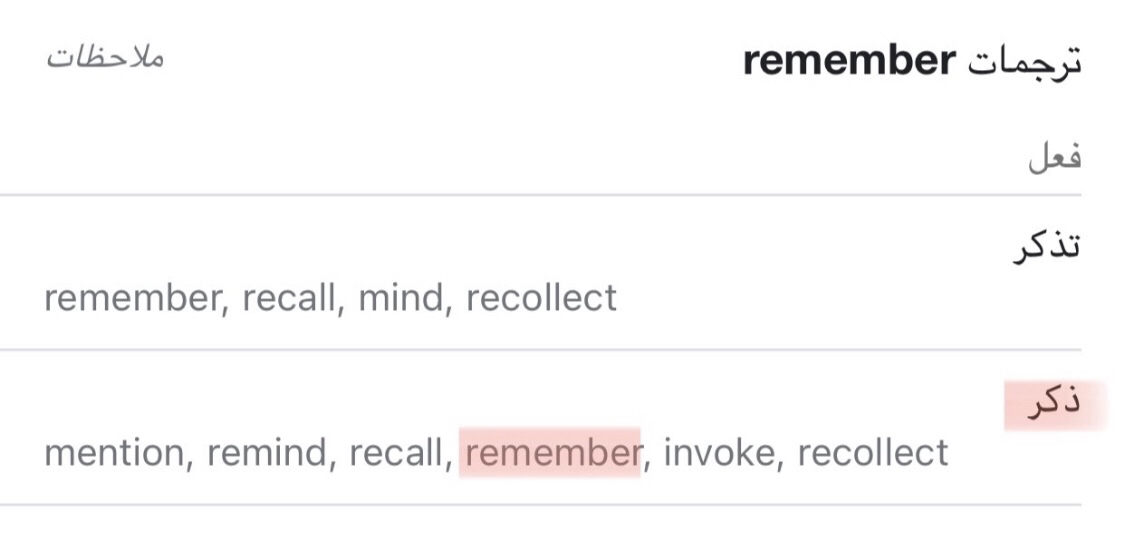 ترجمات remember
ملاحظات
فعل
تذكر
remember, recall, mind, recollect
ذكر
mention, remind, recall, remember, invoke, recollect